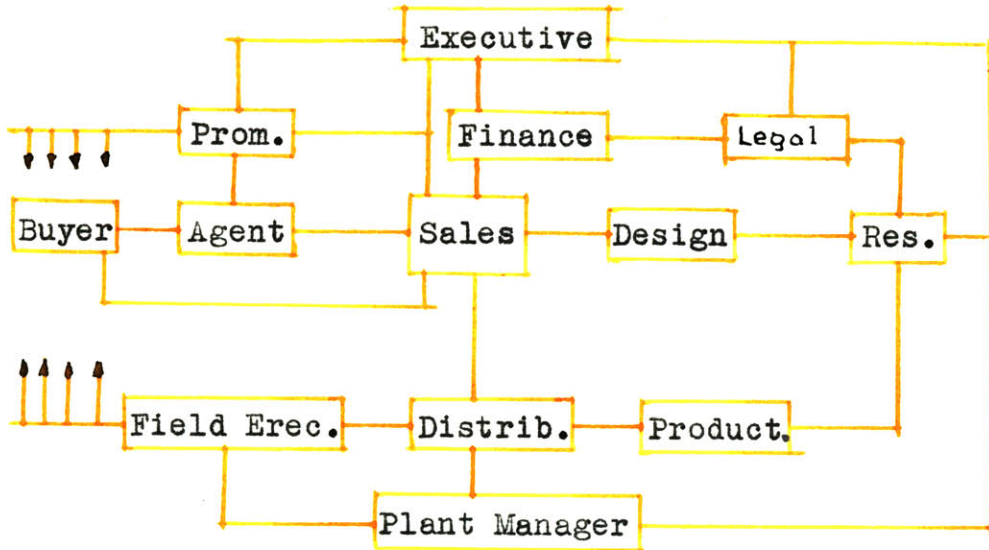 Executive
Prom.
Finance
Legal
Buyer
Agent
Sales
Design
Res.
Field Erec.
Distrib.
Product.
Plant Manager